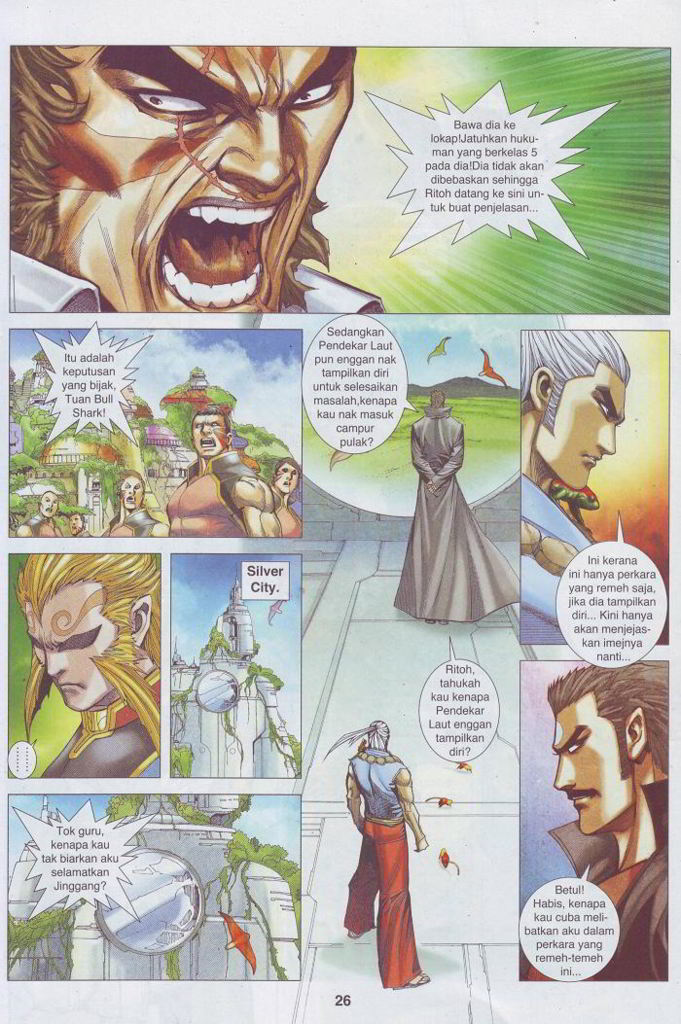 Bawa dia ke
lokap!Jatuhkan huku-
man yang berkelas 5
pada dia!Dia tidak akan
dibebaskan sehingga
Ritoh datang ke sini un-
tuk buat penjelasan...
Itu adalah
keputusan
yang bijak,
Tuan Bull
Shark!
Silver
City.
Tok guru,
kenapa kau
tak biarkan aku
selamatkan
Jinggang?
Sedangkan
Pendekar Laut
pun enggan nak
tampilkan diri
untuk selesaikan
masalah,kenapa
kau nak masuk
campur
pulak?
Ritoh,
tahukah
kau kenapa
Pendekar
Laut enggan
tampilkan
diri?
Ini kerana
ini hanya perkara
yang remeh saja,
jika dia tampilkan
diri... Kini hanya
akan menjejas-
kan imejnya
nanti...
Betul!
Habis, kenapa
kau cuba meli-
batkan aku dalam
perkara yang
remeh-temeh
ini...
26